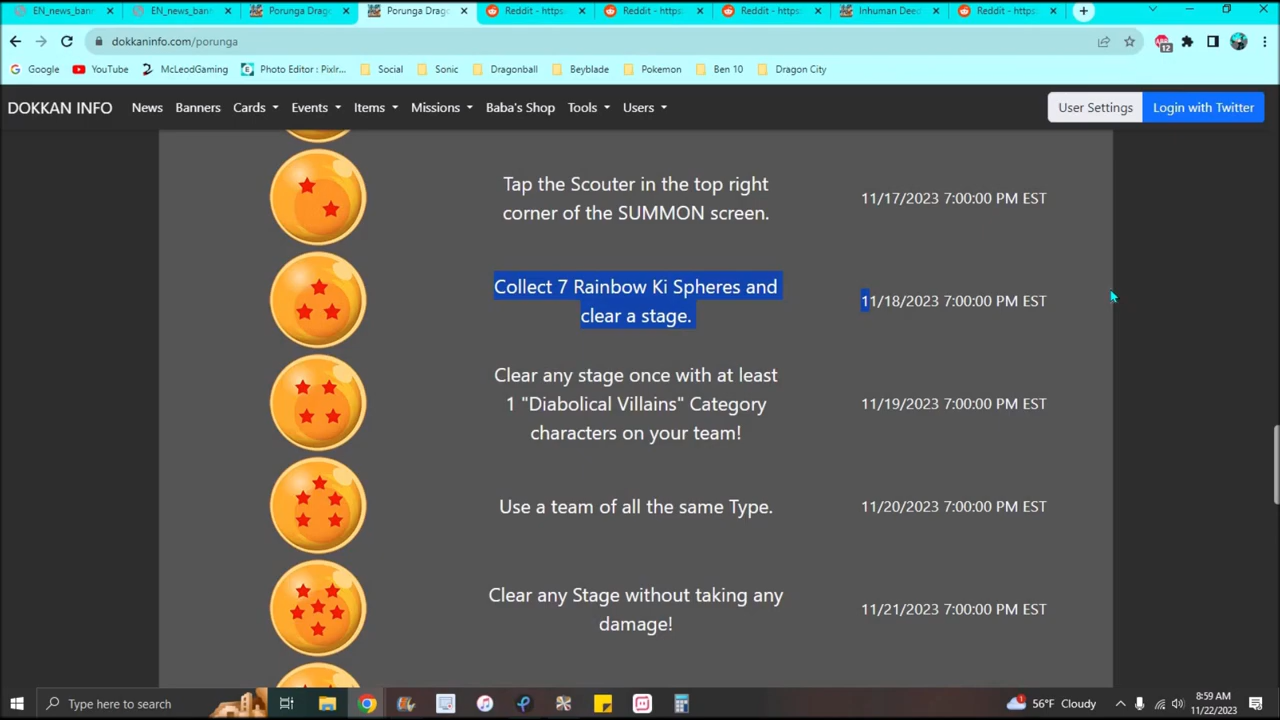 EN_news_bann
EN_news_bann
Porunga Drago
Porunga Drago
Reddit - https:
Reddit - https:
Reddit - https:
Inhuman Deed
Reddit - https:
dokkaninfo.com/porunga
12
Google
YouTube
McLeodGaming
Photo Editor : Pixlr...
Social
Sonic
Dragonball
Beyblade
Pokemon
Ben 10
Dragon City
DOKKAN INFO
News
Banners
Cards
Events
Items
Missions
Baba's Shop
Tools
Users
User Settings
Login with Twitter
Tap the Scouter in the top right
corner of the SUMMON screen.
11/17/2023 7:00:00 PM EST
Collect 7 Rainbow Ki Spheres and
clear a stage.
11/18/2023 7:00:00 PM EST
Clear any stage once with at least
1 "Diabolical Villains" Category
characters on your team!
11/19/2023 7:00:00 PM EST
Use a team of all the same Type.
11/20/2023 7:00:00 PM EST
Clear any Stage without taking any
damage!
11/21/2023 7:00:00 PM EST
Type here to search
1
56°F Cloudy
8:59 AM
11/22/2023